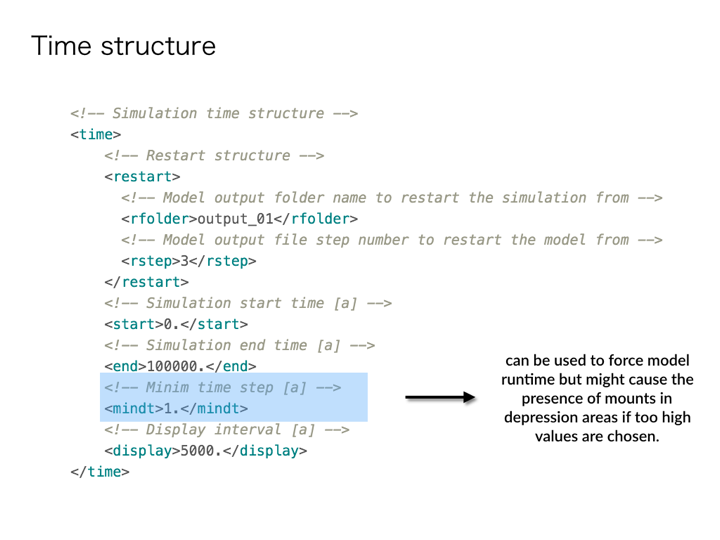 Time structure
<!-- Simulation time structure -->
<time>
<!-- Restart structure -->
<restart>
<!-- Model output folder name to restart the simulation from -->
<rfolder>output_01</rfolder>
<!-- Model output file step number to restart the model from -->
<rstep>3</rstep>
</restart>
<!-- Simulation start time [a] -->
<start>0.</start>
<!-- Simulation end time [a] -->
<end>100000.</end>
<!-- Minim time step [a] -->
<mindt>1.</mindt>
<!-- Display interval [a] -->
<display>5000.</display>
</time>
can be used to force model
runtime but might cause the
presence of mounts in
depression areas if too high
values are chosen.